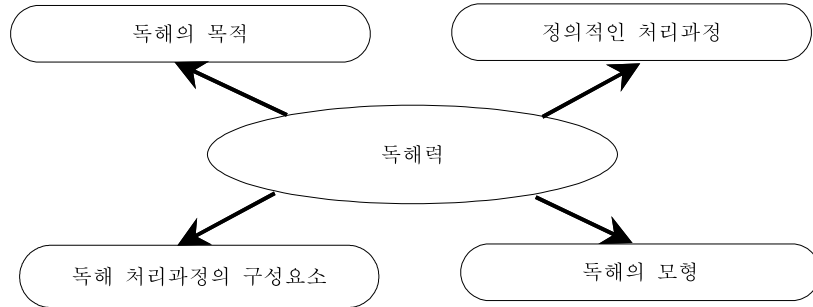 독해의 목적
정의적인 처리과정
독해력
독해 처리과정의 구성요소
독해의 모형